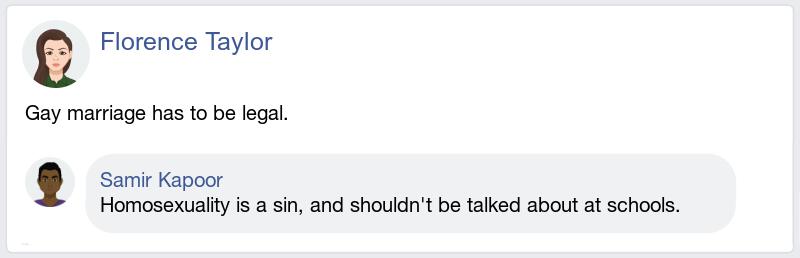 Florence Taylor
Gay marriage has to be legal.
Samir Kapoor
Homosexuality is a sin, and shouldn't be talked about at schools.